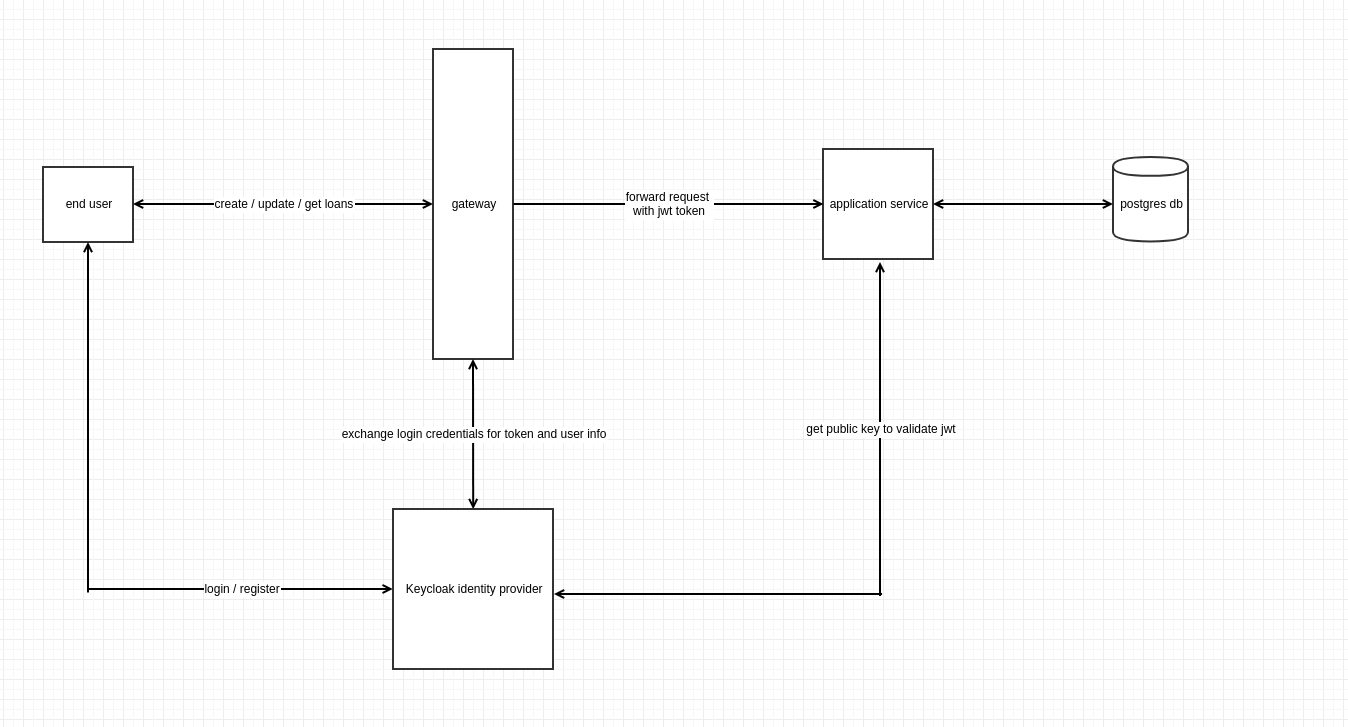 end user
create / update / get loans
gateway
forward request
with jwt token
application service
postgres db
exchange login credentials for token and user info
get public key to validate jwt
login / register
Keycloak identity provider